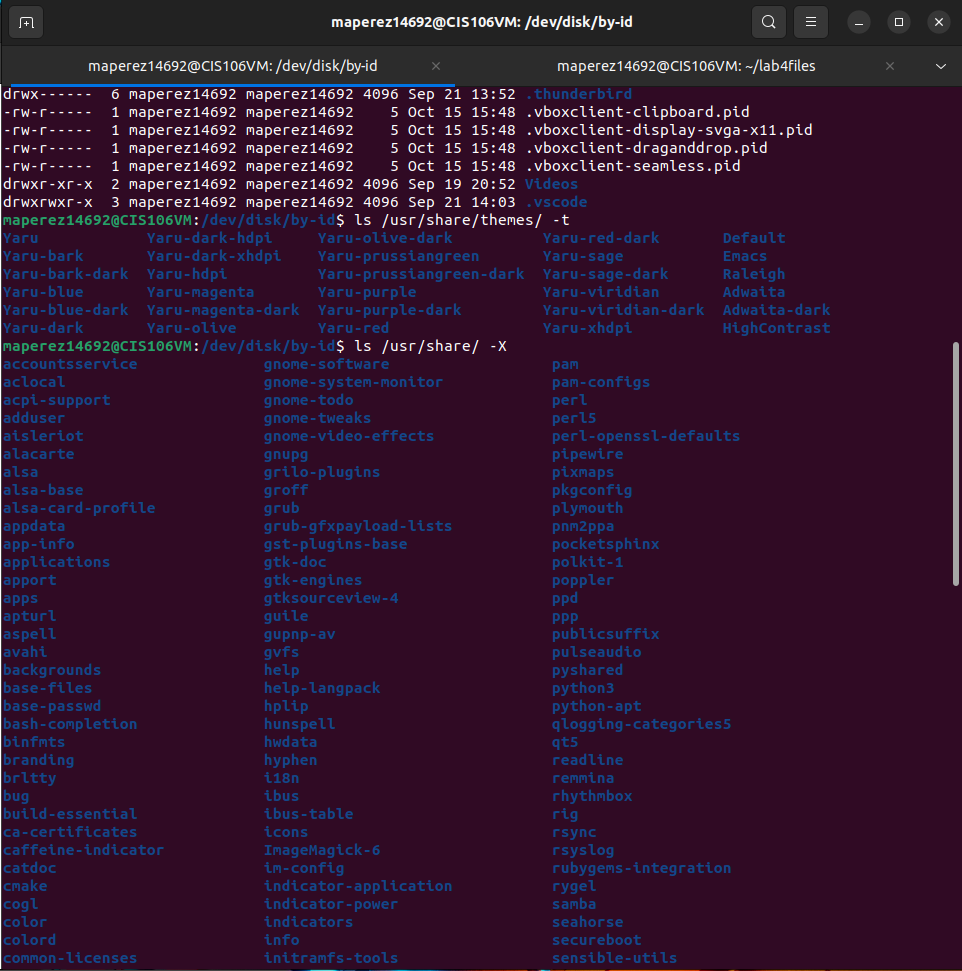 maperez14692@CIS106VM: /dev/disk/by-id
maperez14692@CIS106VM: /dev/disk/by-id maperez14692@CIS106VM: ~/lab4files
drwx------ 6 maperez14692 maperez14692 4096 Sep 21 13:52 .thunderbird
-rw-r----- 1 maperez14692 maperez14692 5 Oct 15 15:48 .vboxclient-clipboard.pid
-rw-r----- 1 maperez14692 maperez14692 5 Oct 15 15:48 .vboxclient-display-svga-x11.pid
-rw-r----- 1 maperez14692 maperez14692 5 Oct 15 15:48 .vboxclient-draganddrop.pid
-rw-r----- 1 maperez14692 maperez14692 5 Oct 15 15:48 .vboxclient-seamless.pid
drwxr-xr-x 2 maperez14692 maperez14692 4096 Sep 19 20:52 Videos
drwxrwxr-x 3 maperez14692 maperez14692 4096 Sep 21 14:03 .vscode
maperez14692@CIS106VM:/dev/disk/by-id$ ls /usr/share/themes/ -t
Yaru Yaru-dark-hdpi Yaru-olive-dark Yaru-red-dark Default
Yaru-bark Yaru-dark-xhdpi Yaru-prussiangreen Yaru-sage Emacs
Yaru-bark-dark Yaru-hdpi Yaru-prussiangreen-dark Yaru-sage-dark Raleigh
Yaru-blue Yaru-magenta Yaru-purple Yaru-viridian Adwaita
Yaru-blue-dark Yaru-magenta-dark Yaru-purple-dark Yaru-viridian-dark Adwaita-dark
Yaru-dark Yaru-olive Yaru-red Yaru-xhdpi HighContrast
maperez14692@CIS106VM:/dev/disk/by-id$ ls /usr/share/ -X
accountsservice gnome-software pam
aclocal gnome-system-monitor pam-configs
acpi-support gnome-todo perl
adduser gnome-tweaks perl5
aisleriot gnome-video-effects perl-openssl-defaults
alacarte gnupg pipewire
alsa grilo-plugins pixmaps
alsa-base groff pkgconfig
alsa-card-profile grub plymouth
appdata grub-gfxpayload-lists pnm2ppa
app-info gst-plugins-base pocketsphinx
applications gtk-doc polkit-1
apport gtk-engines poppler
apps gtksourceview-4 ppd
apturl guile ppp
aspell gupnp-av publicsuffix
avahi gvfs pulseaudio
backgrounds help pyshared
base-files help-langpack python3
base-passwd hplip python-apt
bash-completion hunspell qlogging-categories5
binfmts hwdata qt5
branding hyphen readline
brltty i18n remmina
bug ibus rhythmbox
build-essential ibus-table rig
ca-certificates icons rsync
caffeine-indicator ImageMagick-6 rsyslog
catdoc im-config rubygems-integration
cmake indicator-application rygel
cogl indicator-power samba
color indicators seahorse
colord info secureboot
common-licenses initramfs-tools sensible-utils